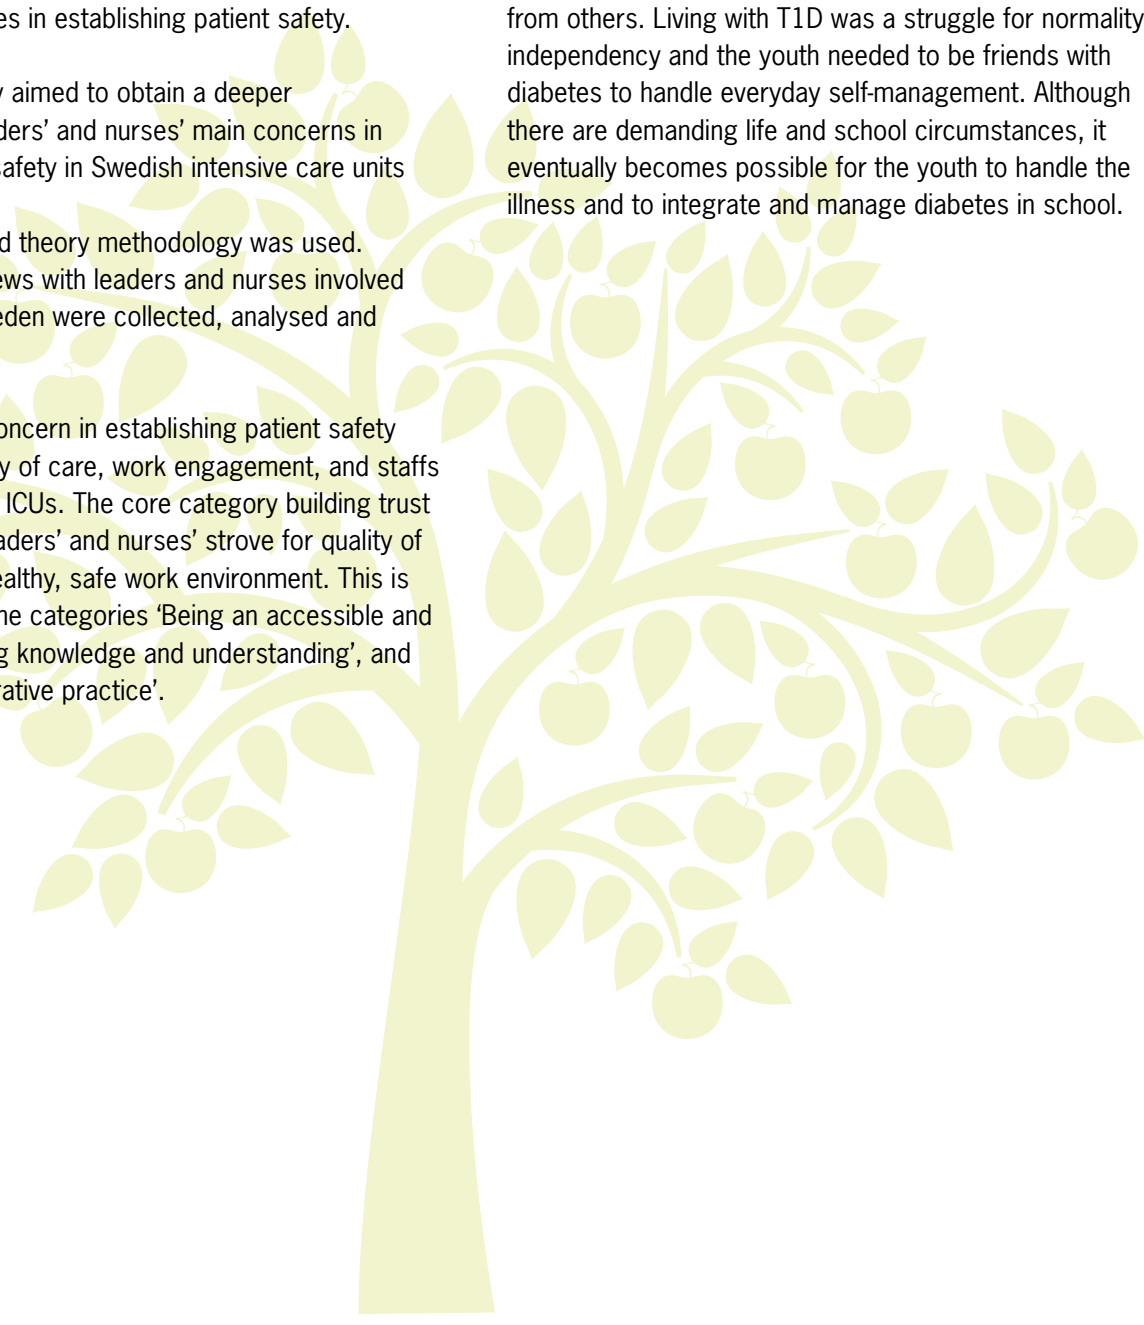 es in establishing patient safety.
aimed to obtain a deeper
ders’ and nurses’ main concerns in
safety in Swedish intensive care units
d theory methodology was used.
ews with leaders and nurses involved
eden were collected, analysed and
oncern in establishing patient safety
y of care, work engagement, and staffs
ICUs. The core category building trust
aders’ and nurses’ strove for quality of
ealthy, safe work environment. This is
he categories ‘Being an accessible and
g knowledge and understanding’, and
rative practice’.
from others. Living with T1D was a struggle for normality
independency and the youth needed to be friends with
diabetes to handle everyday self-management. Although
there are demanding life and school circumstances, it
eventually becomes possible for the youth to handle the
illness and to integrate and manage diabetes in school.